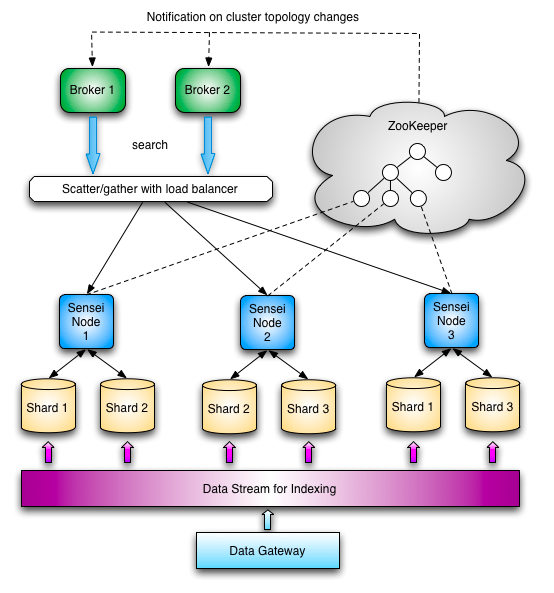 Notification on cluster topology changes
Broker 1
Broker 2
ZooKeeper
search
Scatter/gather with load balancer
Sensei
Node
1
Sensei
Node
2
Sensei
Node
3
Shard 1
Shard 2
Shard 2
Shard 3
Shard 1
Shard 3
Data Stream for Indexing
Data Gateway